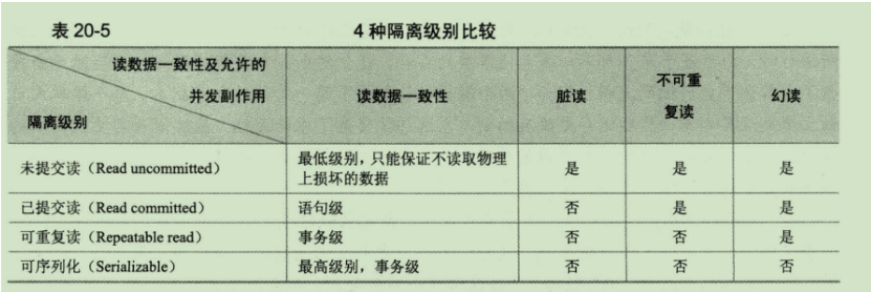 表 20-5 4 种隔离级别比较
读数据一致性及允许的
并发副作用
隔离级别
读数据一致性
脏读
不可重
复读
幻读
未提交读（Read uncommitted） 最低级别，只能保证不读取物理
上损坏的数据 是 是 是
已提交读（Read committed） 语句级 否 是 是
可重复读（Repeatable read） 事务级 否 否 是
可序列化（Serializable） 最高级别，事务级 否 否 否